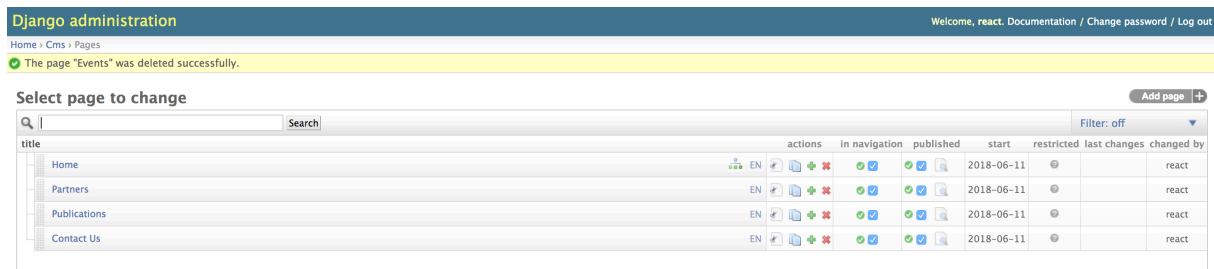 Django administration
Welcome, react. Documentation / Change password / Log out
Home › Cms › Pages
The page "Events" was deleted successfully.
Select page to change
Add page +
Search
Filter: off
title actions in navigation published start restricted last changes changed by
Home EN 2018-06-11 react
Partners EN 2018-06-11 react
Publications EN 2018-06-11 react
Contact Us EN 2018-06-11 react